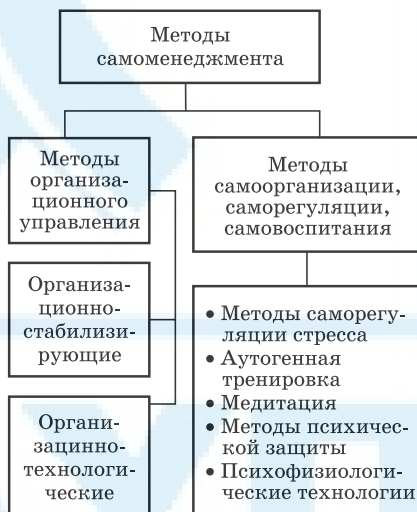 Методы
самоменеджмента
Методы
организа-
ционного
управления
Организа-
ционно-
стабилизи-
рующие
Органи-
зацинно-
технологи-
ческие
Методы
самоорганизации,
саморегуляции,
самовоспитания
• Методы саморегу-
ляции стресса
• Аутогенная
тренировка
• Медитация
• Методы психичес-
кой защиты
• Психофизиологи-
ческие технологии